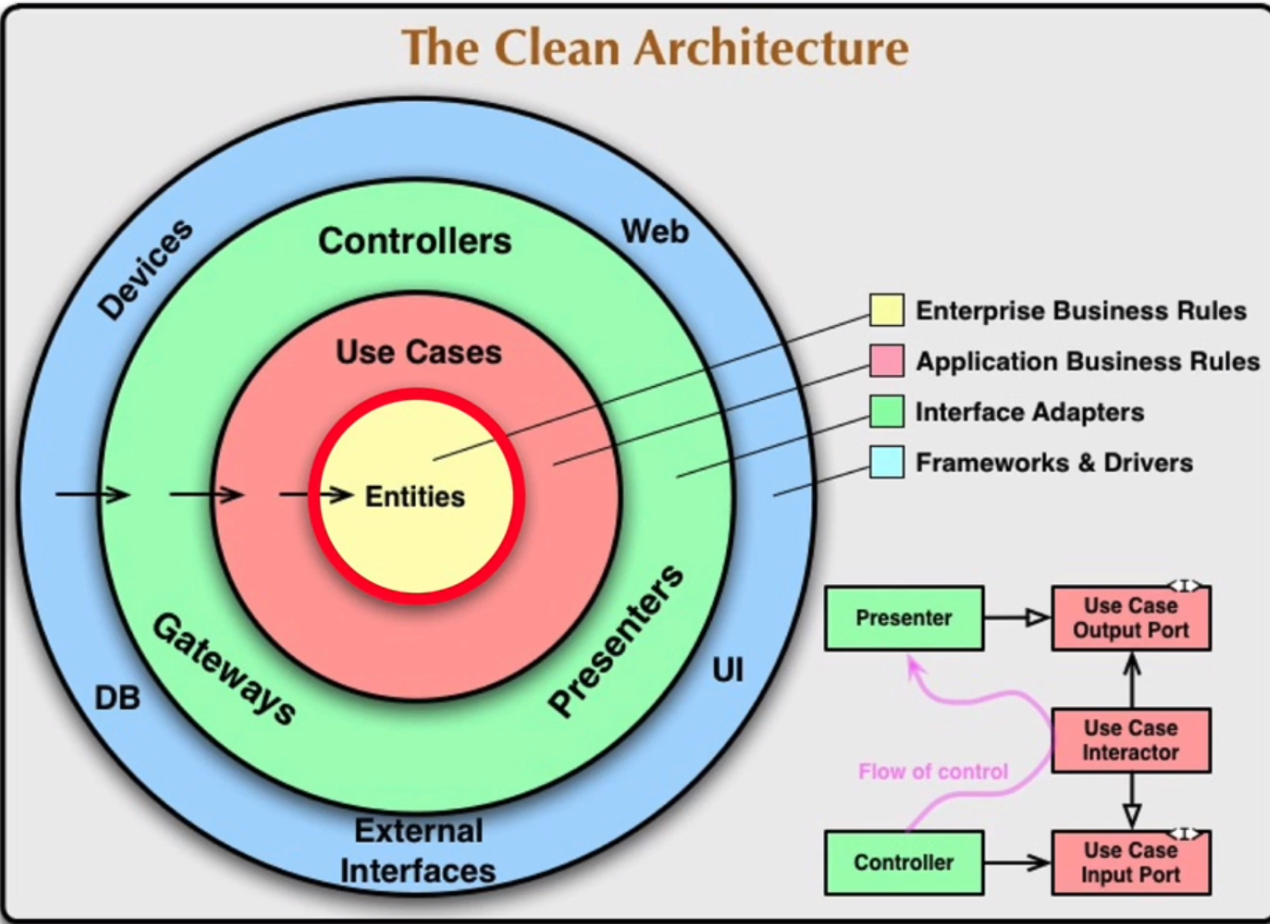 The Clean Architecture
Devices
Controllers
Web
Use Cases
Entities
Gateways
Presenters
DB
UI
External
Interfaces
Enterprise Business Rules
Application Business Rules
Interface Adapters
Frameworks & Drivers
Presenter
<I>
Use Case
Output Port
Use Case
Interactor
Flow of control
Controller
<I>
Use Case
Input Port